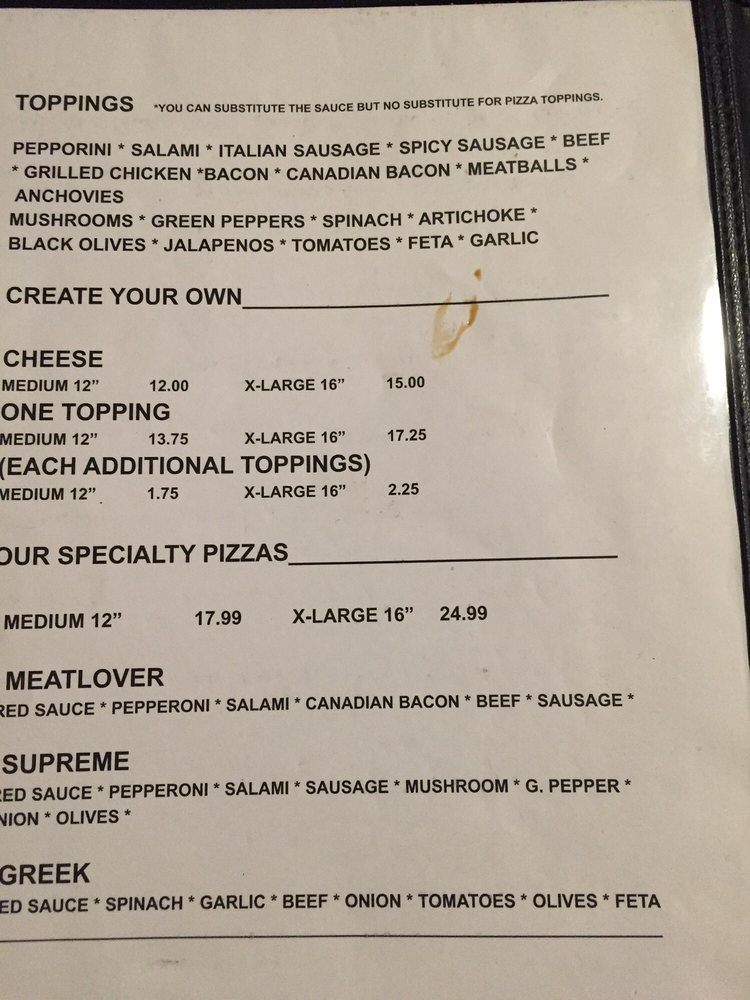 TOPPINGS *YOU CAN SUBSTITUTE THE SAUCE BUT NO SUBSTITUTE FOR PIZZA TOPPINGS.
PEPPORINI * SALAMI * ITALIAN SAUSAGE * SPICY SAUSAGE * BEEF
* GRILLED CHICKEN *BACON * CANADIAN BACON * MEATBALLS *
ANCHOVIES
MUSHROOMS * GREEN PEPPERS * SPINACH * ARTICHOKE *
BLACK OLIVES * JALAPENOS * TOMATOES * FETA * GARLIC
CREATE YOUR OWN
CHEESE
MEDIUM 12” 12.00 X-LARGE 16” 15.00
ONE TOPPING
MEDIUM 12” 13.75 X-LARGE 16” 17.25
(EACH ADDITIONAL TOPPINGS)
MEDIUM 12” 1.75 X-LARGE 16” 2.25
OUR SPECIALTY PIZZAS
MEDIUM 12” 17.99 X-LARGE 16” 24.99
MEATLOVER
RED SAUCE * PEPPERONI * SALAMI * CANADIAN BACON * BEEF * SAUSAGE *
SUPREME
RED SAUCE * PEPPERONI * SALAMI * SAUSAGE * MUSHROOM * G. PEPPER *
NION * OLIVES *
GREEK
ED SAUCE * SPINACH * GARLIC * BEEF * ONION * TOMATOES * OLIVES * FETA